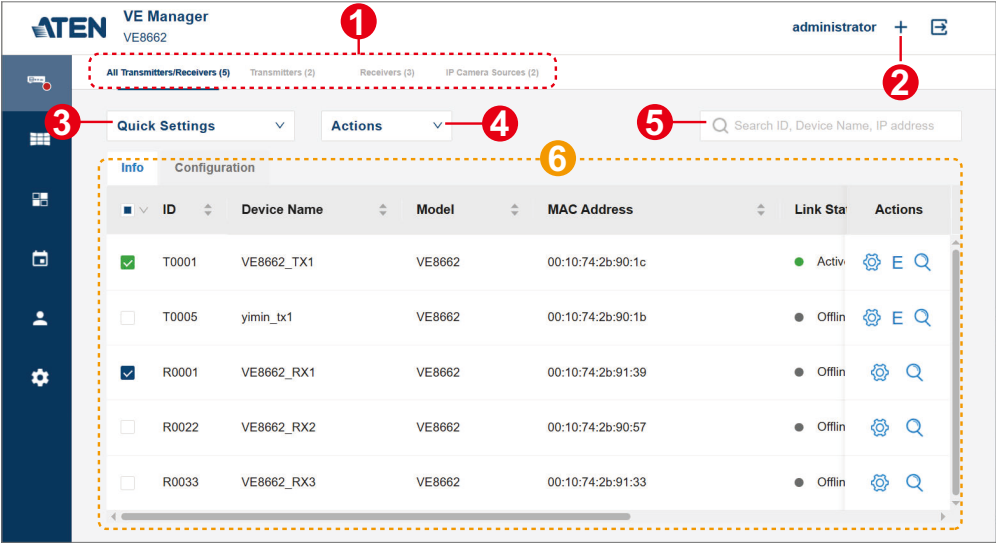 ATEN VE Manager
VE8662
1
administrator
2
All Transmitters/Receivers (5) Transmitters (2) Receivers (3) IP Camera Sources (2)
3 Quick Settings Actions 4 5 Search ID, Device Name, IP address
Info Configuration 6
ID Device Name Model MAC Address Link Sta Actions
T0001 VE8662_TX1 VE8662 00:10:74:2b:90:1c Activ E
T0005 yimin_tx1 VE8662 00:10:74:2b:90:1b Offlin E
R0001 VE8662_RX1 VE8662 00:10:74:2b:91:39 Offlin
R0022 VE8662_RX2 VE8662 00:10:74:2b:90:57 Offlin
R0033 VE8662_RX3 VE8662 00:10:74:2b:91:33 Offlin